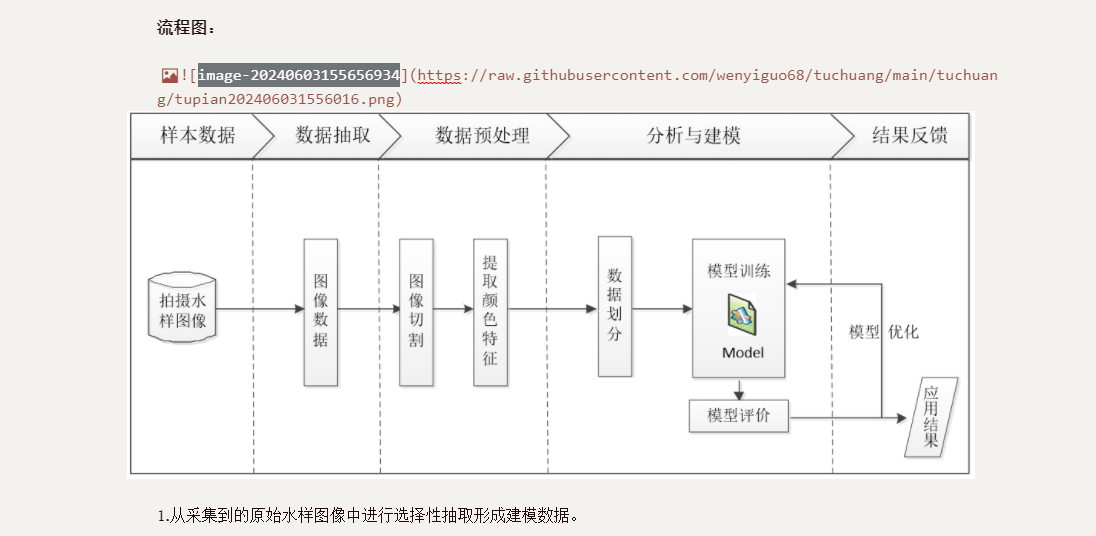 流程图：
![image-20240603155656934](https://raw.githubusercontent.com/wenyiguo68/tuchuang/main/tuchuan
g/tupian202406031556016.png)
样本数据 数据抽取 数据预处理 分析与建模 结果反馈
拍摄水
样图像
图像数据
图像切割
提取颜色特征
数据划分
模型训练
Model
模型评价
模型 优化
应用结果
1.从采集到的原始水样图像中进行选择性抽取形成建模数据。